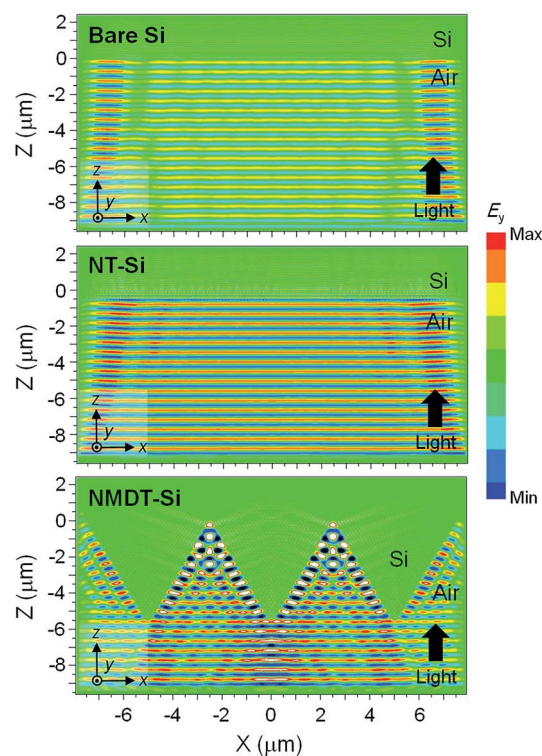 Bare Si
Si
Air
Light
Z (μm)
2
0
-2
-4
-6
-8
z
y
x
E_y
Max
Min
NT-Si
Si
Air
Light
Z (μm)
2
0
-2
-4
-6
-8
z
y
x
NMDT-Si
Si
Air
Light
Z (μm)
2
0
-2
-4
-6
-8
z
y
x
-6 -4 -2 0 2 4 6
X (μm)